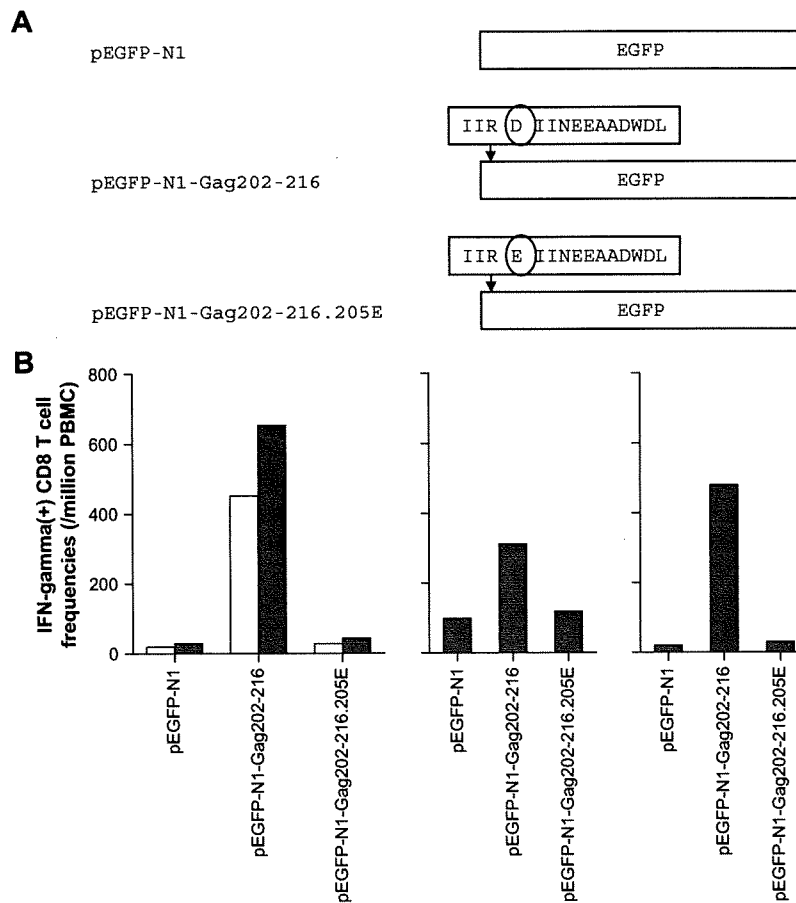 A
pEGFP-N1
EGFP
IIR D IINEEAADWDL
pEGFP-N1-Gag202-216
EGFP
IIR E IINEEAADWDL
pEGFP-N1-Gag202-216.205E
EGFP
B
IFN-gamma(+) CD8 T cell
frequencies (/million PBMC)
800
600
400
200
0
pEGFP-N1
pEGFP-N1-Gag202-216
pEGFP-N1-Gag202-216.205E
pEGFP-N1
pEGFP-N1-Gag202-216
pEGFP-N1-Gag202-216.205E
pEGFP-N1
pEGFP-N1-Gag202-216
pEGFP-N1-Gag202-216.205E